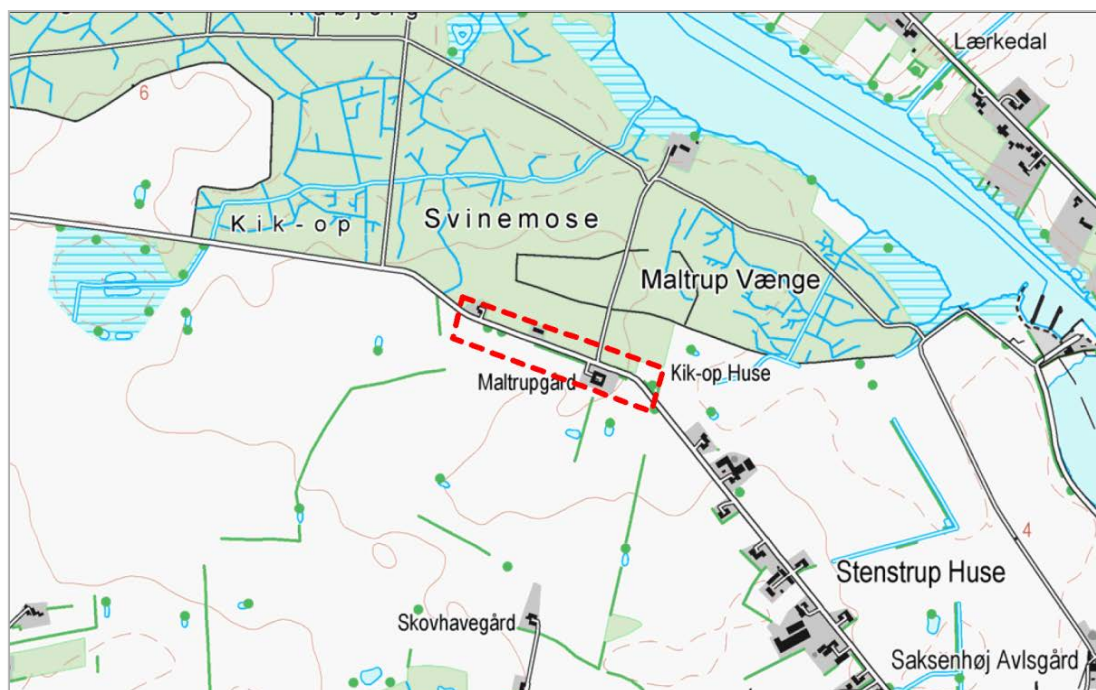 Lærkedal
6
Kik-op
Svinemose
Maltrup Vænge
Maltrupgård
Kik-op Huse
4
Stenstrup Huse
Skovhavegård
Saksenhøj Avlsgård